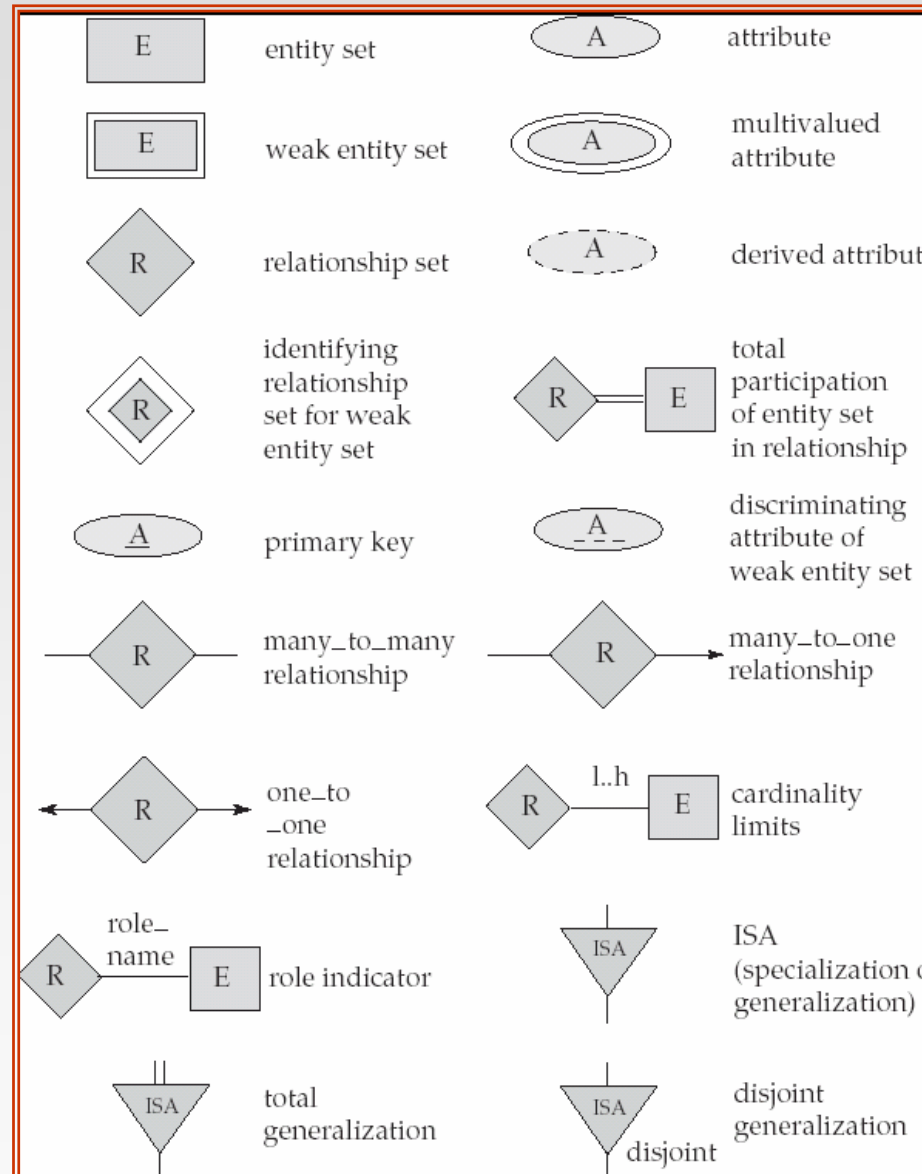 E
entity set
A
attribute
E
weak entity set
A
multivalued
attribute
R
relationship set
A
derived attribut
R
identifying
relationship
set for weak
entity set
R
E
total
participation
of entity set
in relationship
A
primary key
A
discriminating
attribute of
weak entity set
R
many_to_many
relationship
R
many_to_one
relationship
R
one_to
_one
relationship
R
l..h
E
cardinality
limits
R
role_
name
E
role indicator
ISA
ISA
(specialization o
generalization)
ISA
total
generalization
ISA
disjoint
disjoint
generalization